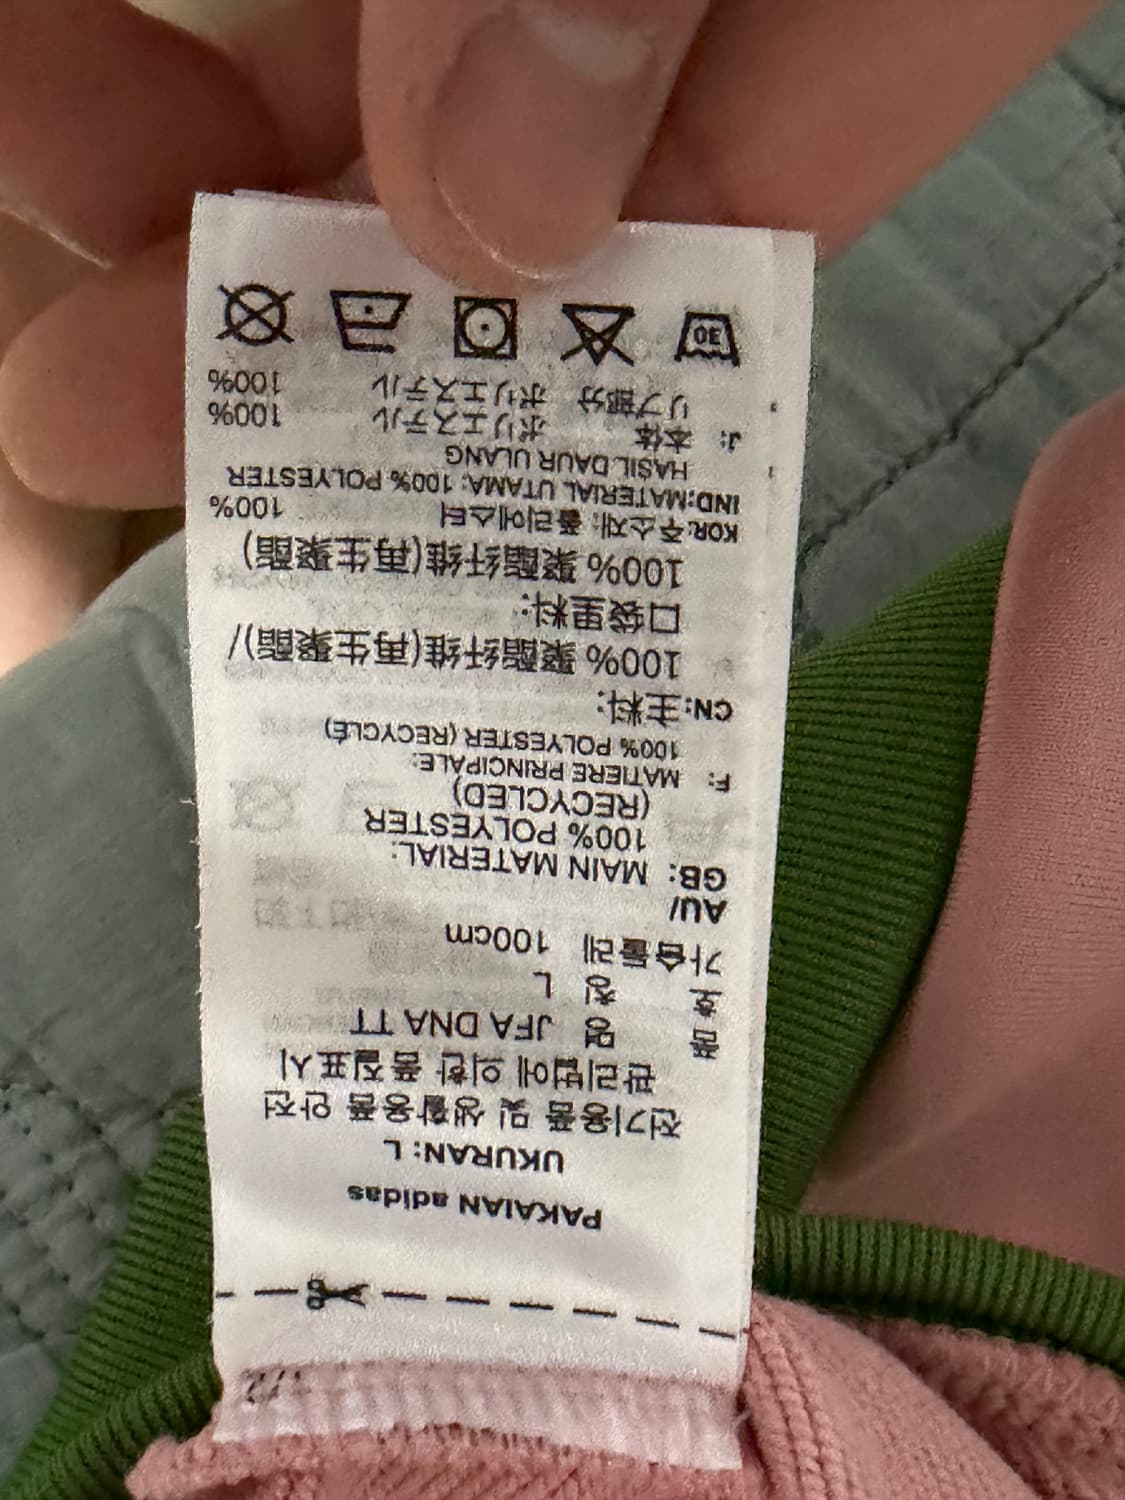 1/2
PAKAIAN adidas
UKURAN: L
전기용품 및 생활용품 안전
관리법에 의한 품질표시
품 명 JFA DNA TT
호 칭 L
가슴둘레 100cm
AU/
GB: MAIN MATERIAL:
100% POLYESTER
(RECYCLED)
F: MATIERE PRINCIPALE:
100% POLYESTER (RECYCLÉ)
CN:主料:
100% 聚酯纤维(再生聚酯)/
口袋里料:
100% 聚酯纤维(再生聚酯)
KOR:주소재: 폴리에스터 100%
IND:MATERIAL UTAMA: 100% POLYESTER
HASIL DAUR ULANG
J: 本体 ポリエステル 100%
リブ部分 ポリエステル 100%
30